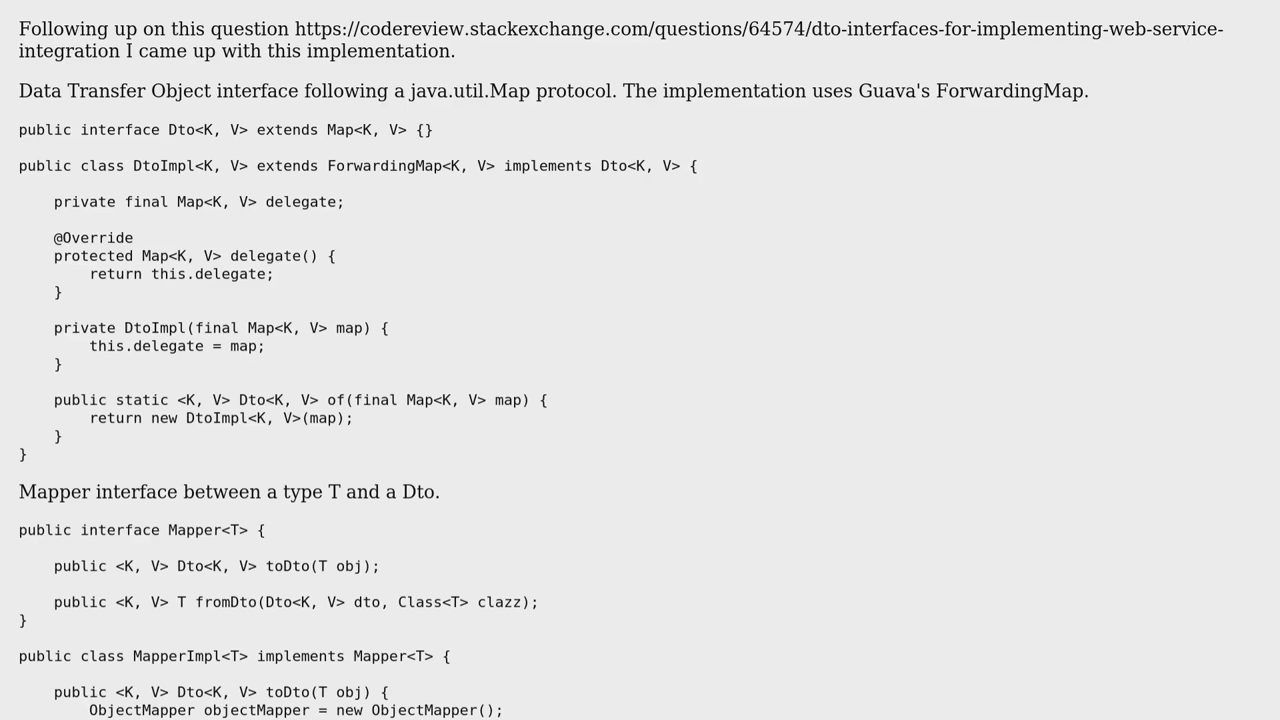 Following up on this question https://codereview.stackexchange.com/questions/64574/dto-interfaces-for-implementing-web-service-
integration I came up with this implementation.
Data Transfer Object interface following a java.util.Map protocol. The implementation uses Guava's ForwardingMap.
public interface Dto<K, V> extends Map<K, V> {}
public class DtoImpl<K, V> extends ForwardingMap<K, V> implements Dto<K, V> {
    private final Map<K, V> delegate;
    @Override
    protected Map<K, V> delegate() {
        return this.delegate;
    }
    private DtoImpl(final Map<K, V> map) {
        this.delegate = map;
    }
    public static <K, V> Dto<K, V> of(final Map<K, V> map) {
        return new DtoImpl<K, V>(map);
    }
}
Mapper interface between a type T and a Dto.
public interface Mapper<T> {
    public <K, V> Dto<K, V> toDto(T obj);
    public <K, V> T fromDto(Dto<K, V> dto, Class<T> clazz);
}
public class MapperImpl<T> implements Mapper<T> {
    public <K, V> Dto<K, V> toDto(T obj) {
        ObjectMapper objectMapper = new ObjectMapper();